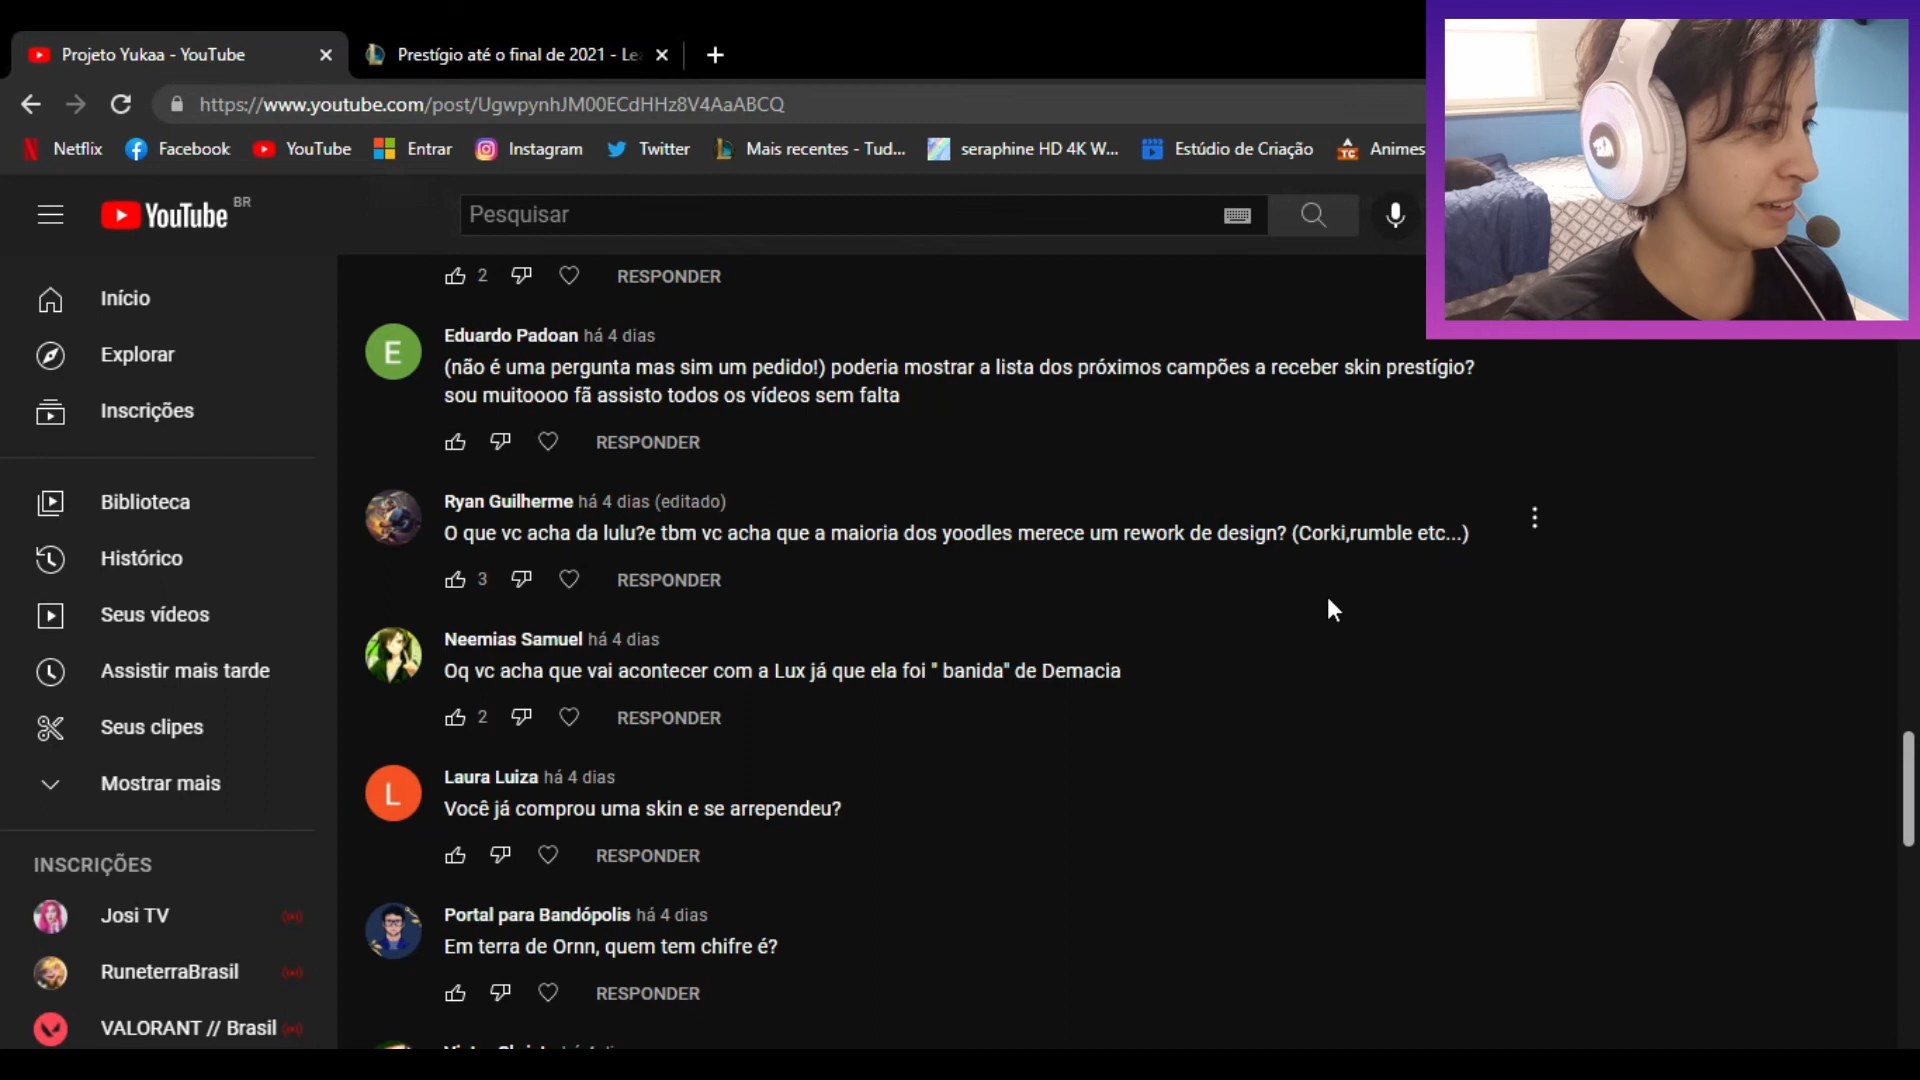 Projeto Yukaa - YouTube
Prestígio até o final de 2021 - Le
https://www.youtube.com/post/UgwpynhJM00ECdHHz8V4AaABCQ
Netflix
Facebook
YouTube
Entrar
Instagram
Twitter
Mais recentes - Tud...
seraphine HD 4K W...
Estúdio de Criação
Animes
YouTube BR
Pesquisar
Início
Explorar
Inscrições
Biblioteca
Histórico
Seus vídeos
Assistir mais tarde
Seus clipes
Mostrar mais
INSCRIÇÕES
Josi TV
RuneterraBrasil
VALORANT // Brasil
2 RESPONDER
E
Eduardo Padoan há 4 dias
(não é uma pergunta mas sim um pedido!) poderia mostrar a lista dos próximos campões a receber skin prestígio?
sou muitoooo fã assisto todos os vídeos sem falta
RESPONDER
Ryan Guilherme há 4 dias (editado)
O que vc acha da lulu?e tbm vc acha que a maioria dos yoodles merece um rework de design? (Corki,rumble etc...)
3 RESPONDER
Neemias Samuel há 4 dias
Oq vc acha que vai acontecer com a Lux já que ela foi " banida" de Demacia
2 RESPONDER
L
Laura Luiza há 4 dias
Você já comprou uma skin e se arrependeu?
RESPONDER
Portal para Bandópolis há 4 dias
Em terra de Ornn, quem tem chifre é?
RESPONDER